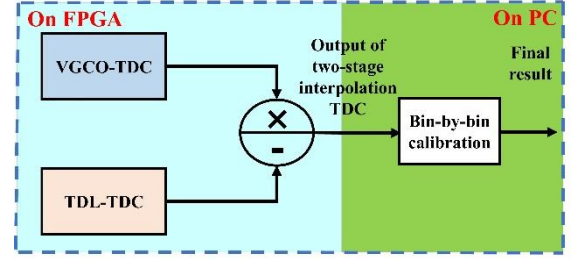 On FPGA
On PC
VGCO-TDC
Output of
two-stage
interpolation
TDC
Final
result
×
-
Bin-by-bin
calibration
TDL-TDC